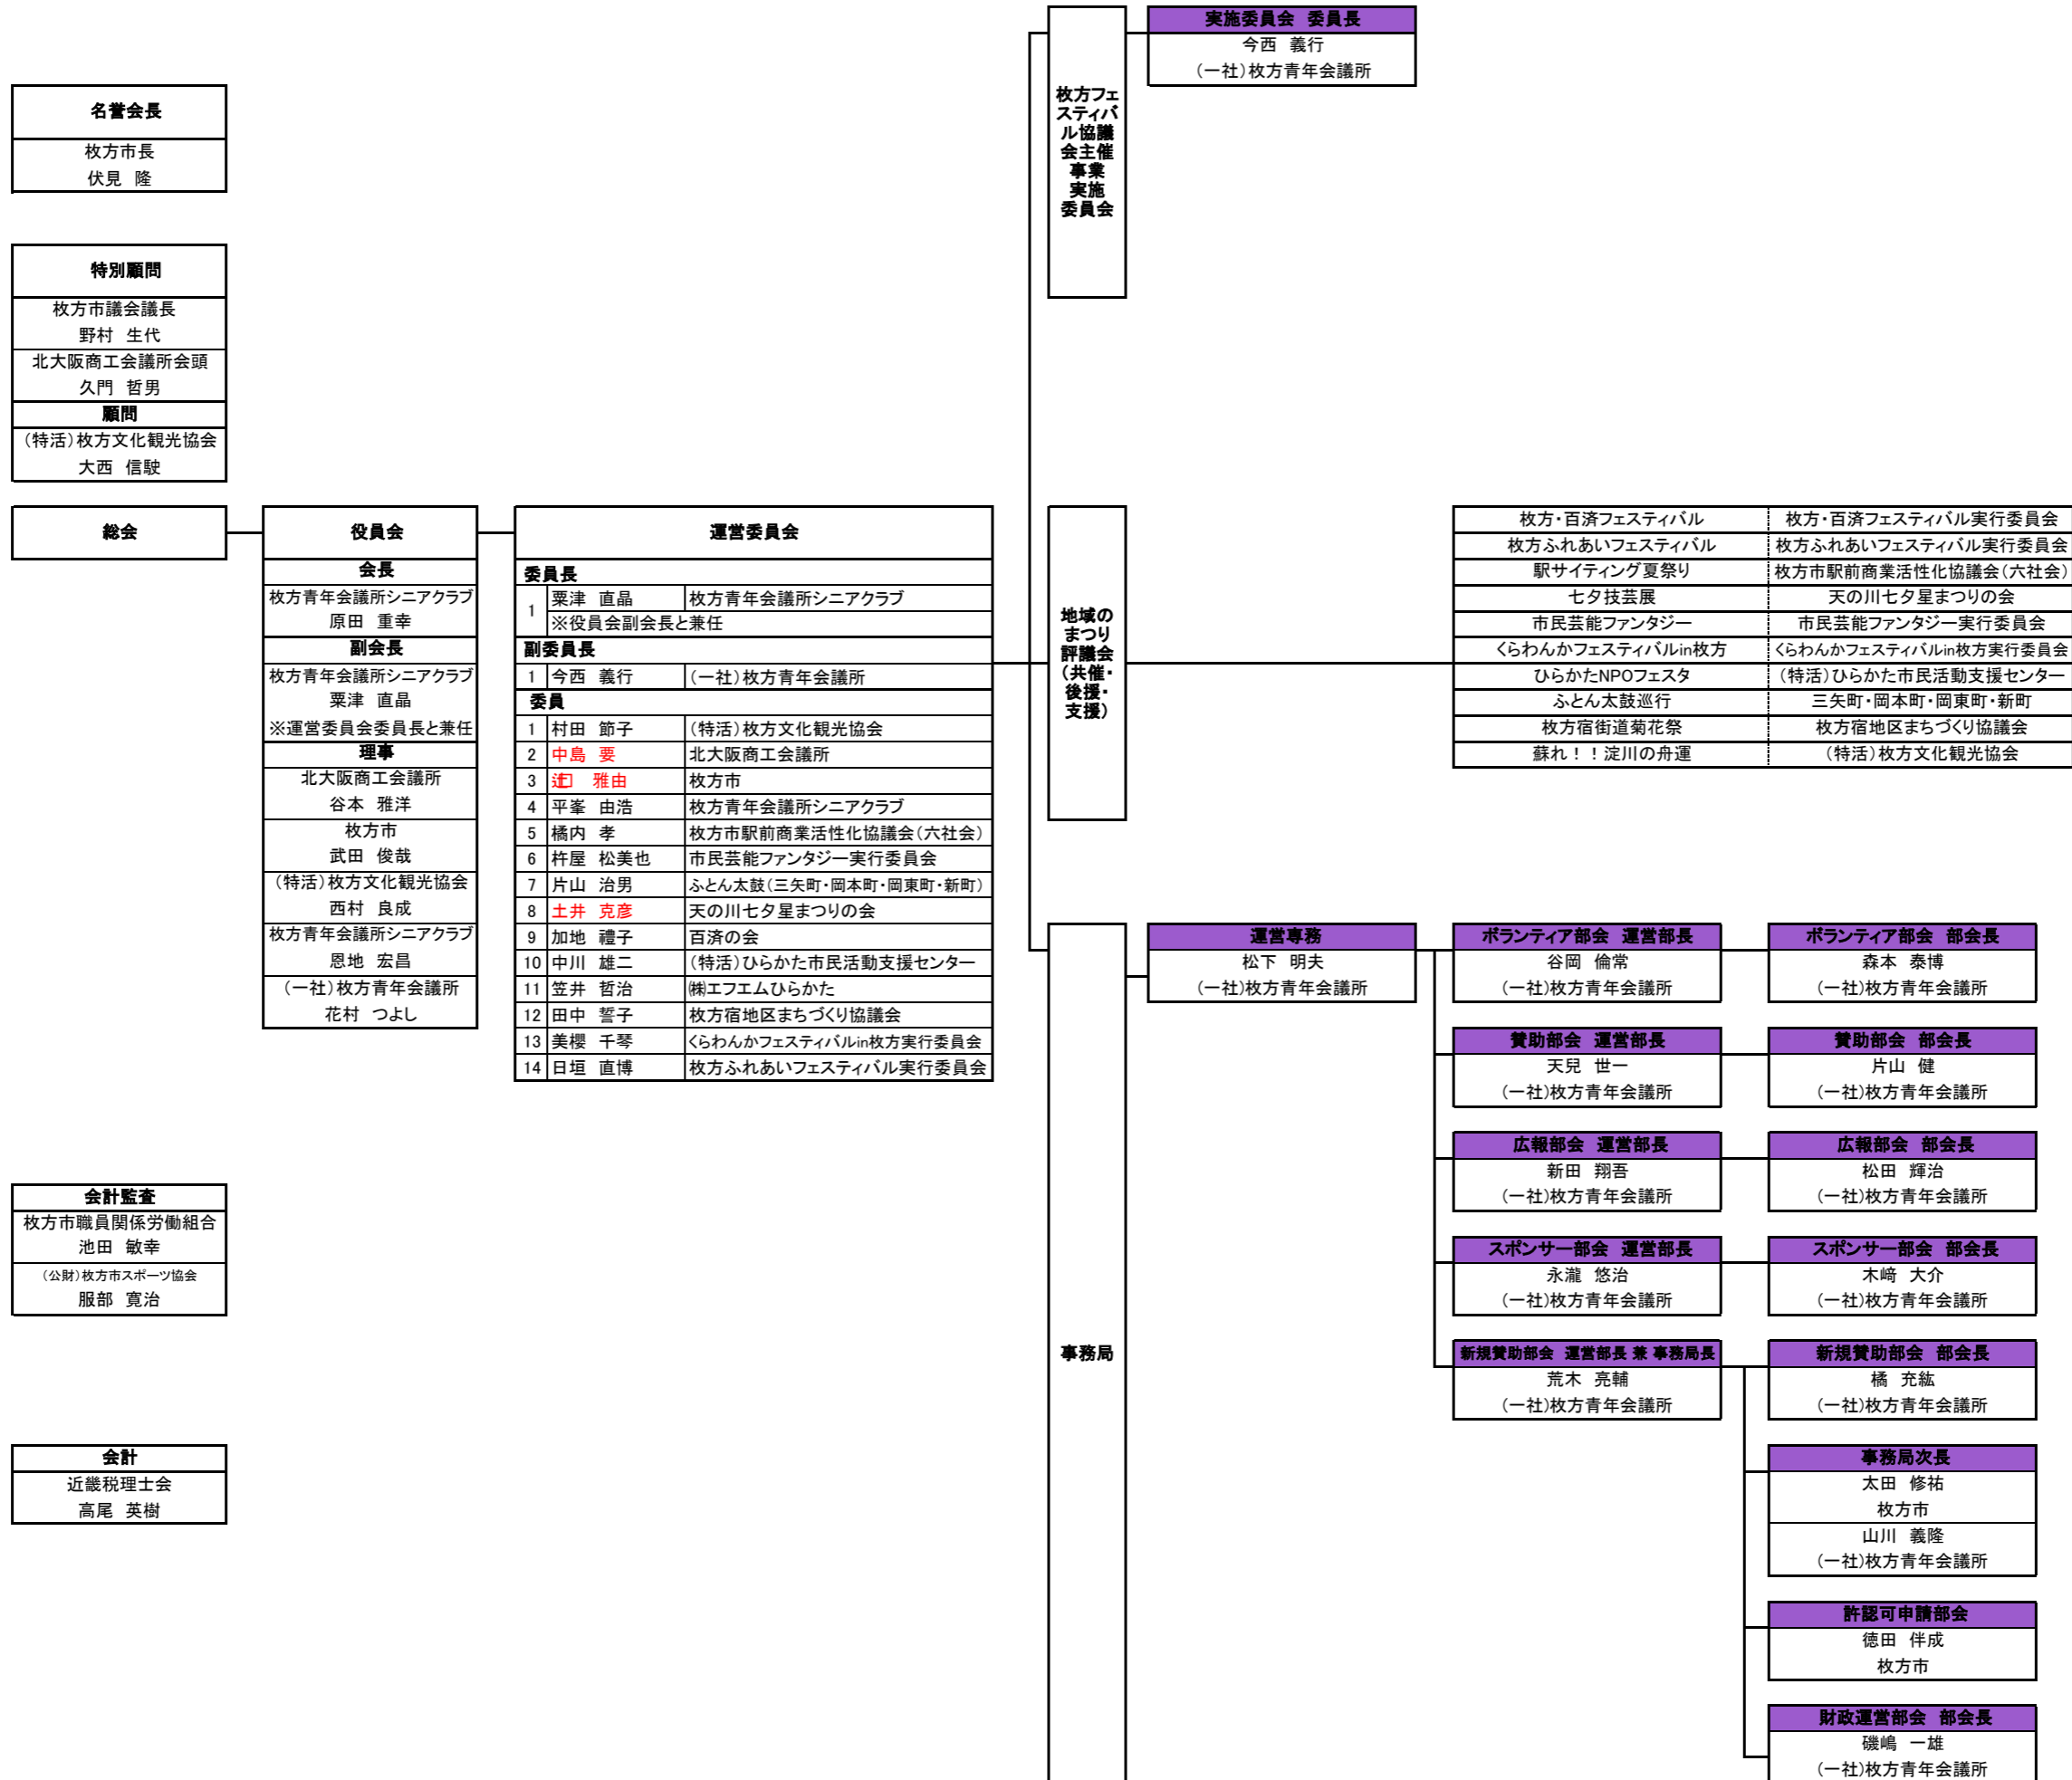 名誉会長
枚方市長
伏見 隆
特別顧問
枚方市議会議長
野村 生代
北大阪商工会議所会頭
久門 哲男
顧問
(特活)枚方文化観光協会
大西 信駛
総会
役員会
会長
枚方青年会議所シニアクラブ
原田 重幸
副会長
枚方青年会議所シニアクラブ
粟津 直晶
※運営委員会委員長と兼任
理事
北大阪商工会議所
谷本 雅洋
枚方市
武田 俊哉
(特活)枚方文化観光協会
西村 良成
枚方青年会議所シニアクラブ
恩地 宏昌
(一社)枚方青年会議所
花村 つよし
運営委員会
委員長
1 粟津 直晶 枚方青年会議所シニアクラブ
※役員会副会長と兼任
副委員長
1 今西 義行 (一社)枚方青年会議所
委員
1 村田 節子 (特活)枚方文化観光協会
2 中島 要 北大阪商工会議所
3 雅由 枚方市
4 平峯 由浩 枚方青年会議所シニアクラブ
5 橘内 孝 枚方市駅前商業活性化協議会(六社会)
6 杵屋 松美也 市民芸能ファンタジー実行委員会
7 片山 治男 ふとん太鼓(三矢町・岡本町・岡東町・新町)
8 土井 克彦 天の川七夕星まつりの会
9 加地 禮子 百済の会
10 中川 雄二 (特活)ひらかた市民活動支援センター
11 笠井 哲治 ㈱エフエムひらかた
12 田中 誓子 枚方宿地区まちづくり協議会
13 美櫻 千琴 くらわんかフェスティバルin枚方実行委員会
14 日垣 直博 枚方ふれあいフェスティバル実行委員会
会計監査
枚方市職員関係労働組合
池田 敏幸
(公財)枚方市スポーツ協会
服部 寛治
会計
近畿税理士会
高尾 英樹
枚方フェ
スティバ
ル協議
会主催
事業
実施
委員会
実施委員会 委員長
今西 義行
(一社)枚方青年会議所
地域の
まつり
評議会
(共催・
後援・
支援)
枚方・百済フェスティバル 枚方・百済フェスティバル実行委員会
枚方ふれあいフェスティバル 枚方ふれあいフェスティバル実行委員会
駅サイティング夏祭り 枚方市駅前商業活性化協議会(六社会)
七夕技芸展 天の川七夕星まつりの会
市民芸能ファンタジー 市民芸能ファンタジー実行委員会
くらわんかフェスティバルin枚方 くらわんかフェスティバルin枚方実行委員会
ひらかたNPOフェスタ (特活)ひらかた市民活動支援センター
ふとん太鼓巡行 三矢町・岡本町・岡東町・新町
枚方宿街道菊花祭 枚方宿地区まちづくり協議会
蘇れ!!淀川の舟運 (特活)枚方文化観光協会
事務局
運営専務
松下 明夫
(一社)枚方青年会議所
ボランティア部会 運営部長
谷岡 倫常
(一社)枚方青年会議所
ボランティア部会 部会長
森本 泰博
(一社)枚方青年会議所
賛助部会 運営部長
天兒 世一
(一社)枚方青年会議所
賛助部会 部会長
片山 健
(一社)枚方青年会議所
広報部会 運営部長
新田 翔吾
(一社)枚方青年会議所
広報部会 部会長
松田 輝治
(一社)枚方青年会議所
スポンサー部会 運営部長
永瀧 悠治
(一社)枚方青年会議所
スポンサー部会 部会長
木﨑 大介
(一社)枚方青年会議所
新規賛助部会 運営部長 兼 事務局長
荒木 亮輔
(一社)枚方青年会議所
新規賛助部会 部会長
橘 充紘
(一社)枚方青年会議所
事務局次長
太田 修祐
枚方市
山川 義隆
(一社)枚方青年会議所
許認可申請部会
徳田 伴成
枚方市
財政運営部会 部会長
磯嶋 一雄
(一社)枚方青年会議所